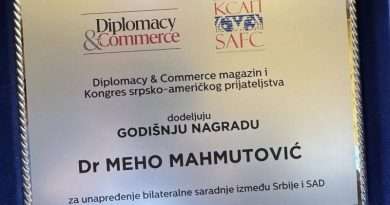 Diplomacy
&Commerce
КСАП
SAFC
Diplomacy & Commerce magazin i
Kongres srpsko-američkog prijateljstva
dodeljuju
GODIŠNJU NAGRADU
Dr MEHO MAHMUTOVIĆ
za unapređenje bilateralne saradnje između Srbije i SAD